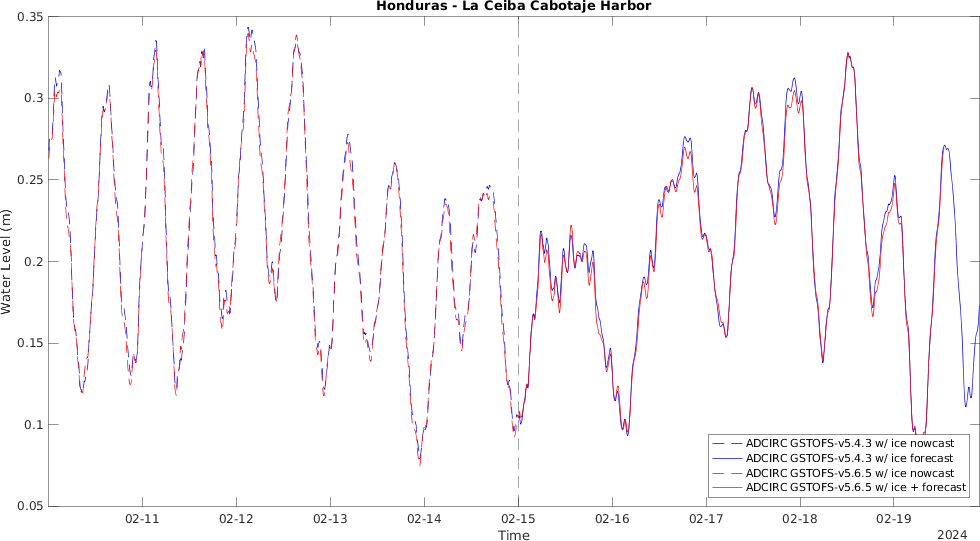 Honduras - La Ceiba Cabotaje Harbor
0.35
0.3
0.25
0.2
0.15
0.1
0.05
Water Level (m)
ADCIRC GSTOFS-v5.4.3 w/ ice nowcast
ADCIRC GSTOFS-v5.4.3 w/ ice forecast
ADCIRC GSTOFS-v5.6.5 w/ ice nowcast
ADCIRC GSTOFS-v5.6.5 w/ ice + forecast
02-11 02-12 02-13 02-14 02-15 02-16 02-17 02-18 02-19
Time
2024